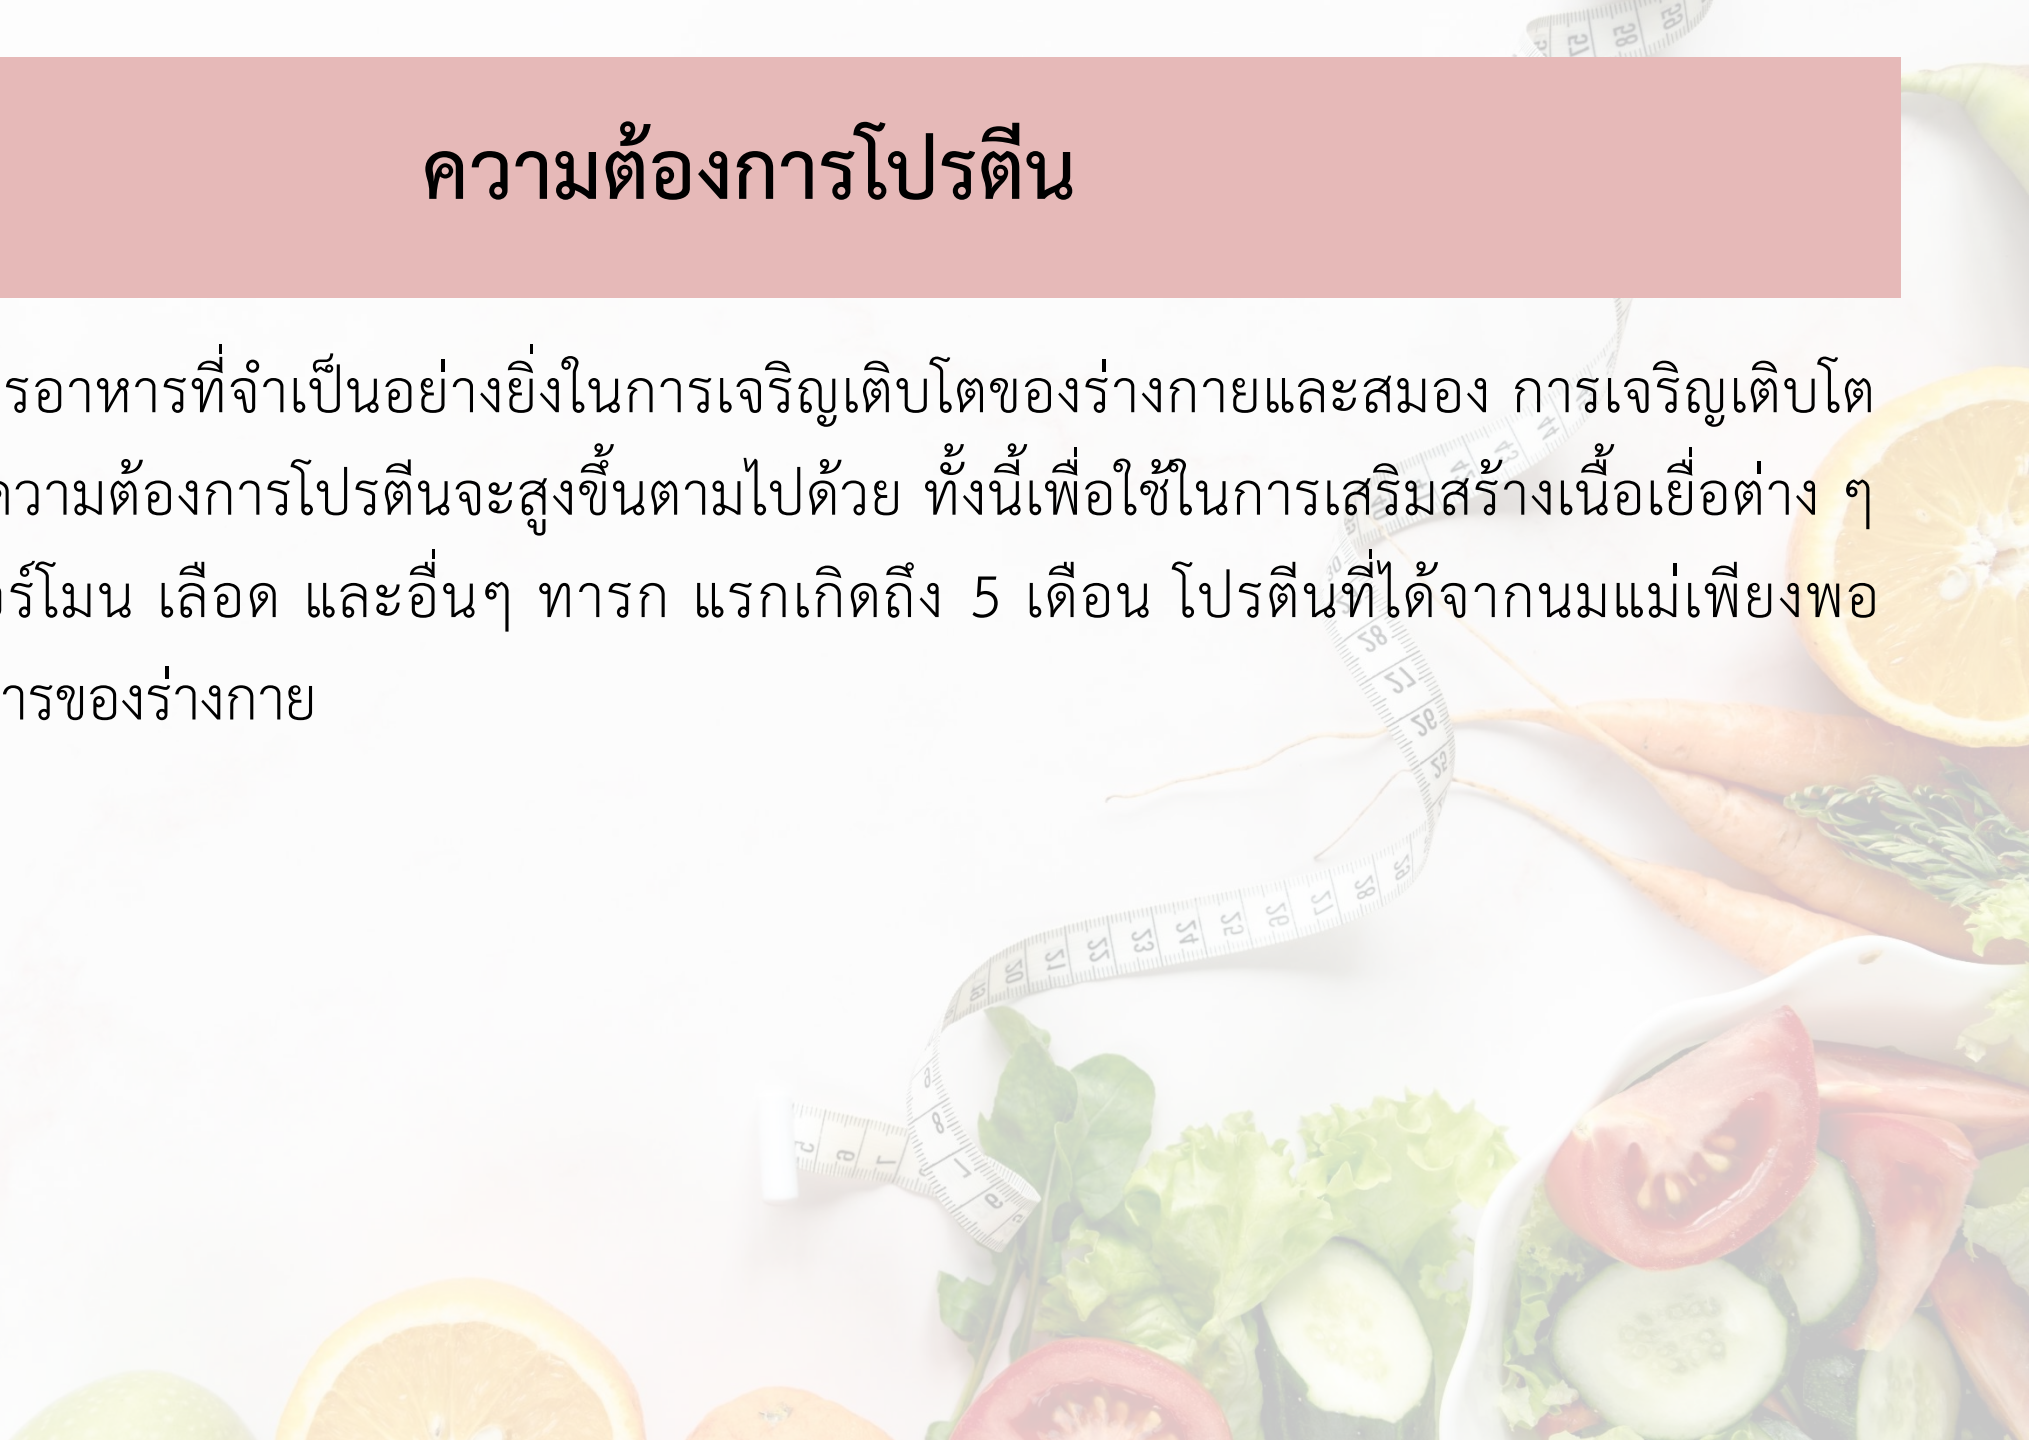 ความต้องการโปรตีน
รอาหารที่จำเป็นอย่างยิ่งในการเจริญเติบโตของร่างกายและสมอง การเจริญเติบโต
ความต้องการโปรตีนจะสูงขึ้นตามไปด้วย ทั้งนี้เพื่อใช้ในการเสริมสร้างเนื้อเยื่อต่าง ๆ
อร์โมน เลือด และอื่นๆ ทารก แรกเกิดถึง 5 เดือน โปรตีนที่ได้จากนมแม่เพียงพอ
ารของร่างกาย